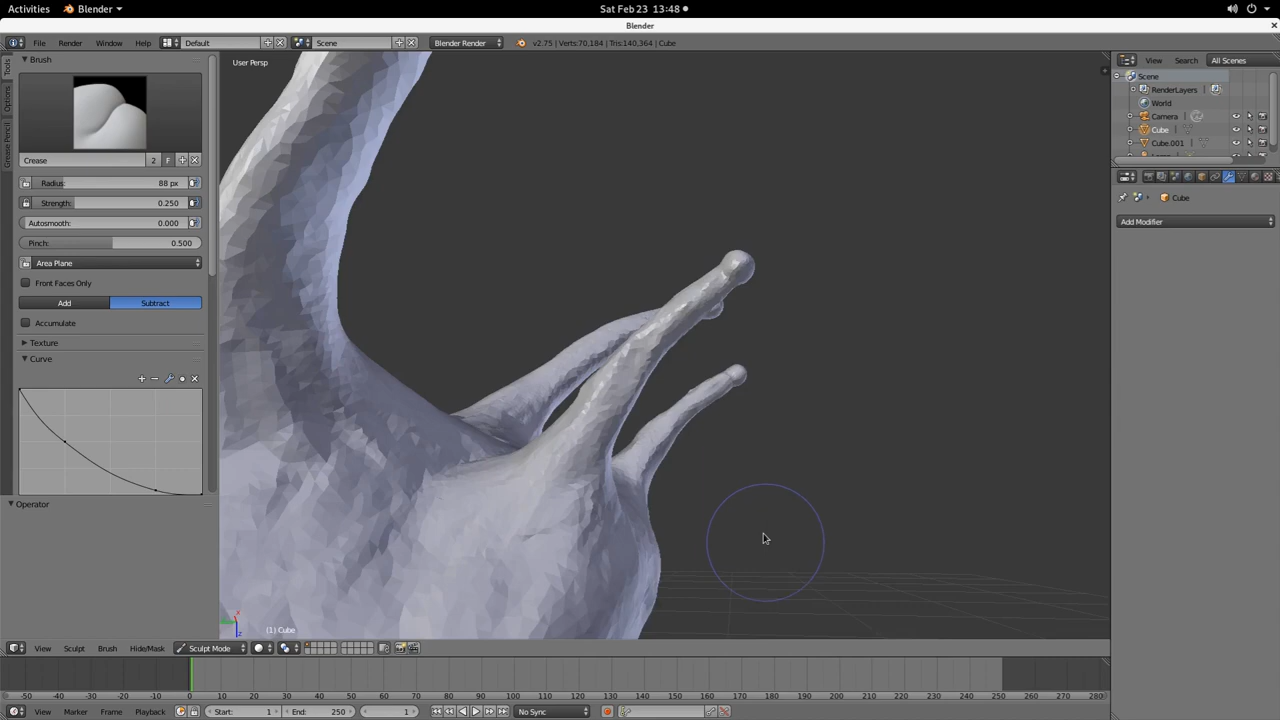 Activities Blender Sat Feb 23 13:48
Blender
File Render Window Help Default Scene Blender Render v2.75 | Verts:70,184 | Tris:140,364 | Cube
Tools
Options
Grease Pencil
Brush
Crease 2 F
Radius: 88 px
Strength: 0.250
Autosmooth: 0.000
Pinch: 0.500
Area Plane
Front Faces Only
Add Subtract
Accumulate
Texture
Curve
Operator
User Persp
(1) Cube
View Search All Scenes
Scene
RenderLayers
World
Camera
Cube
Cube.001
Cube
Add Modifier
View Sculpt Brush Hide/Mask Sculpt Mode
-50 -40 -30 -20 -10 0 10 20 30 40 50 60 70 80 90 100 110 120 130 140 150 160 170 180 190 200 210 220 230 240 250 260 270 280
View Marker Frame Playback Start: 1 End: 250 1 No Sync